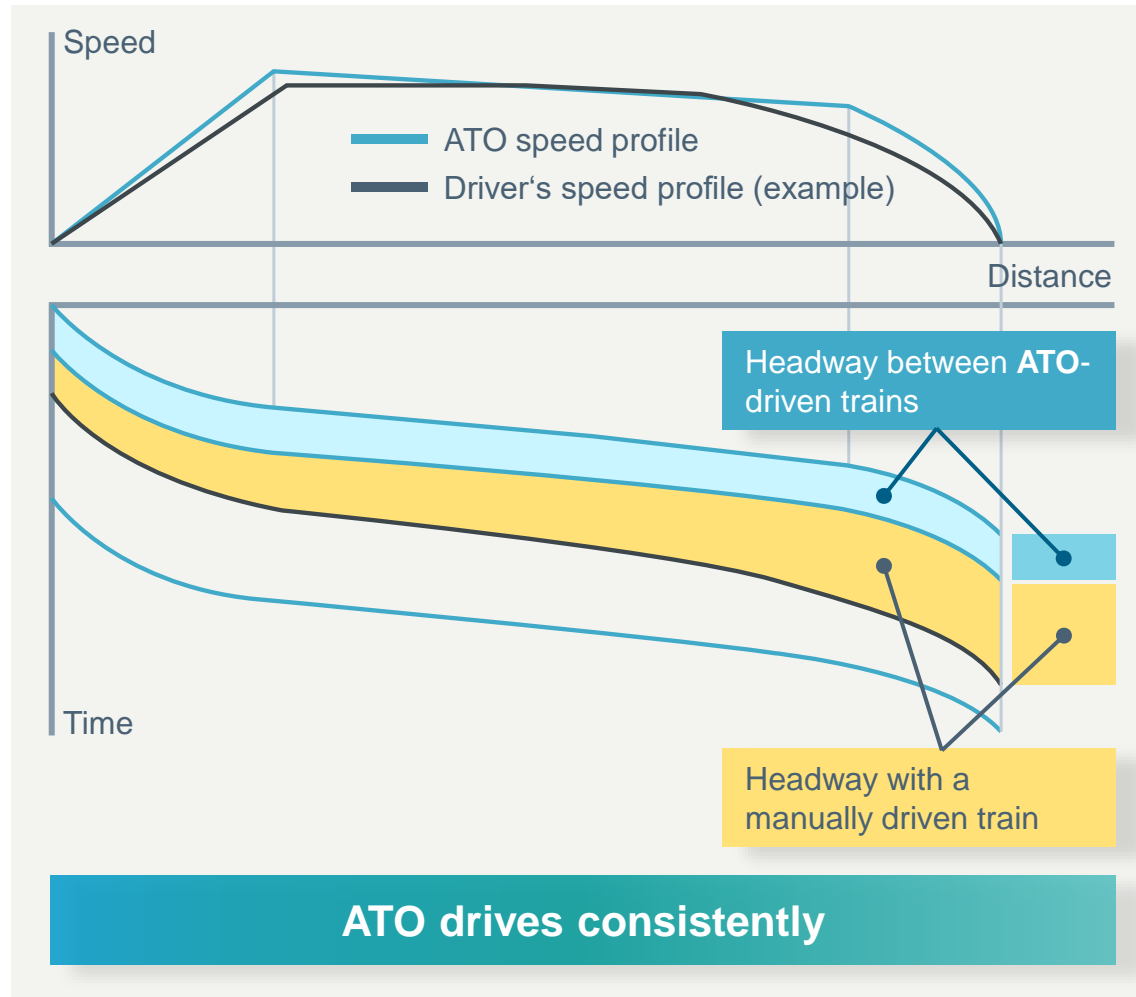 Speed
ATO speed profile
Driver‘s speed profile (example)
Distance
Headway between ATO-
driven trains
Time
Headway with a
manually driven train
ATO drives consistently